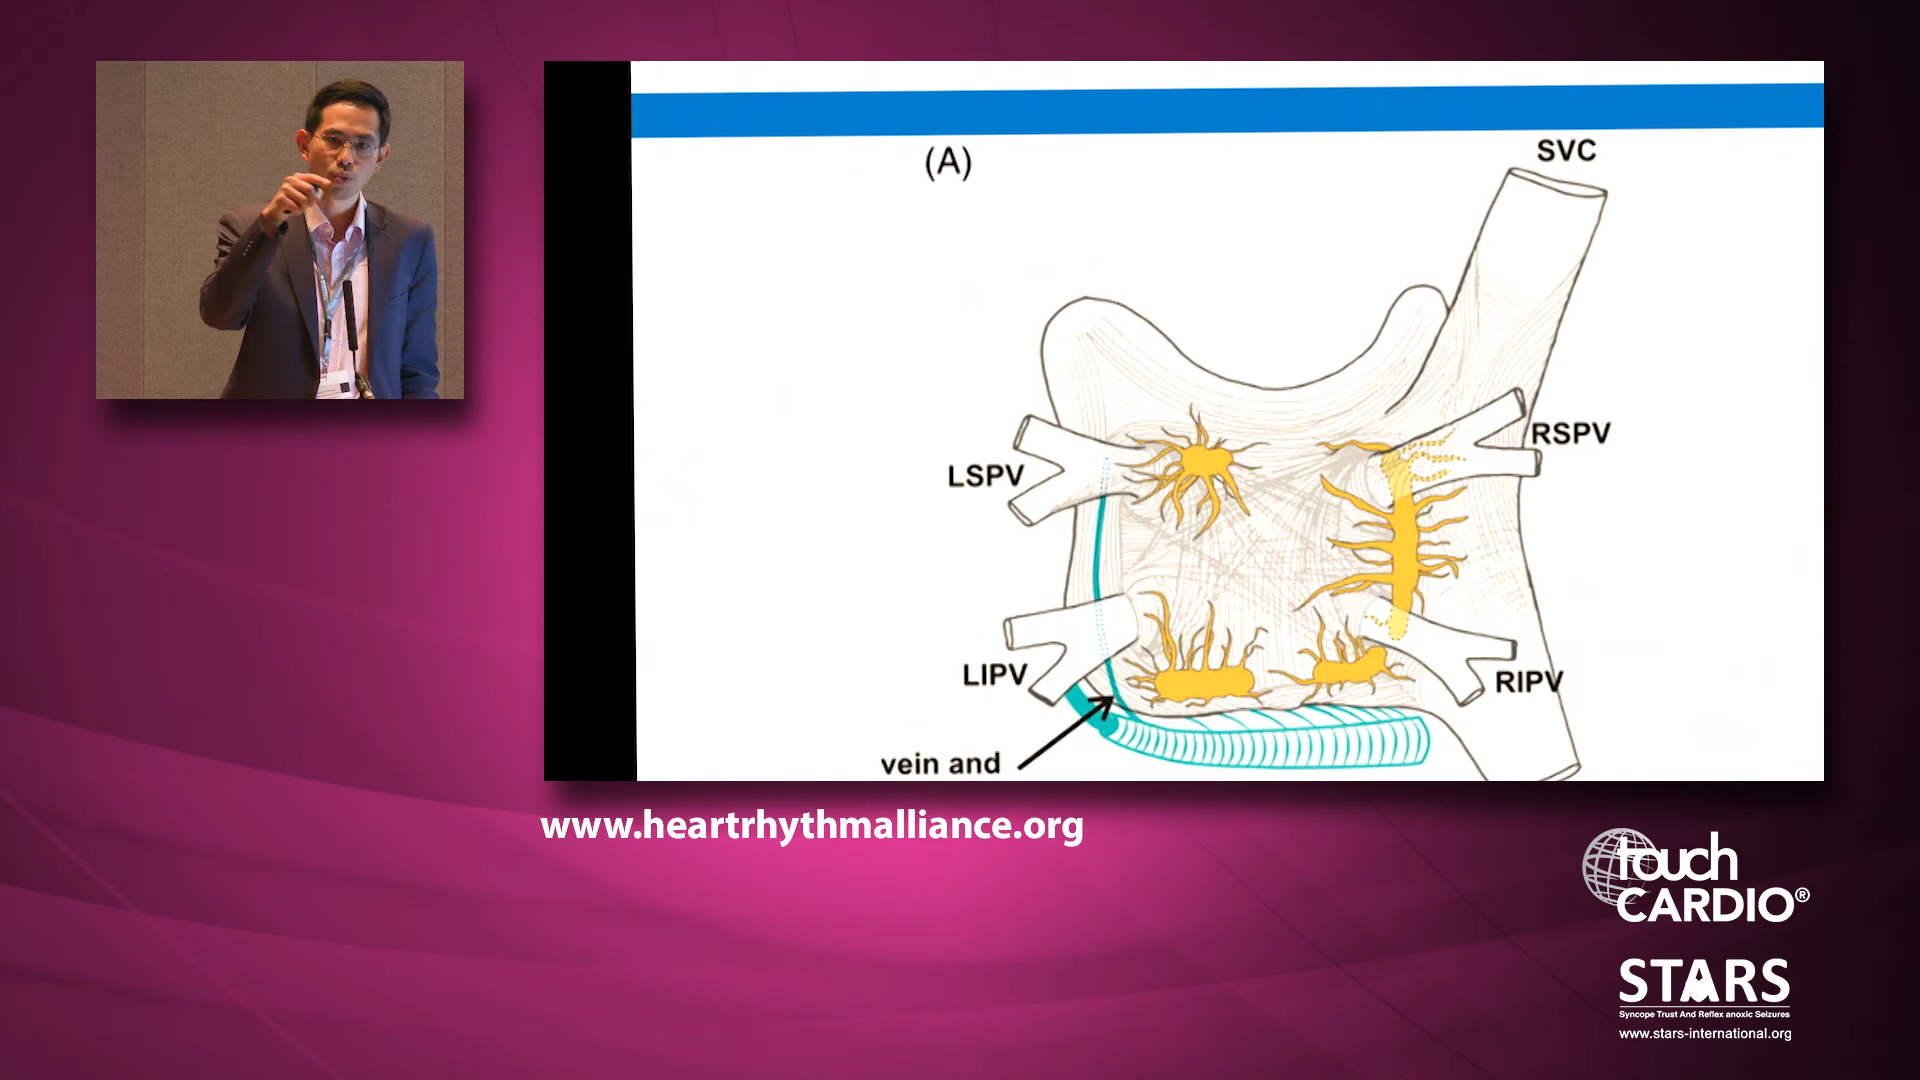 (A)
SVC
RSPV
LSPV
LIPV
RIPV
vein and
www.heartrhythmalliance.org
touch
CARDIO®
STARS
Syncope Trust And Reflex anoxic Seizures
www.stars-international.org